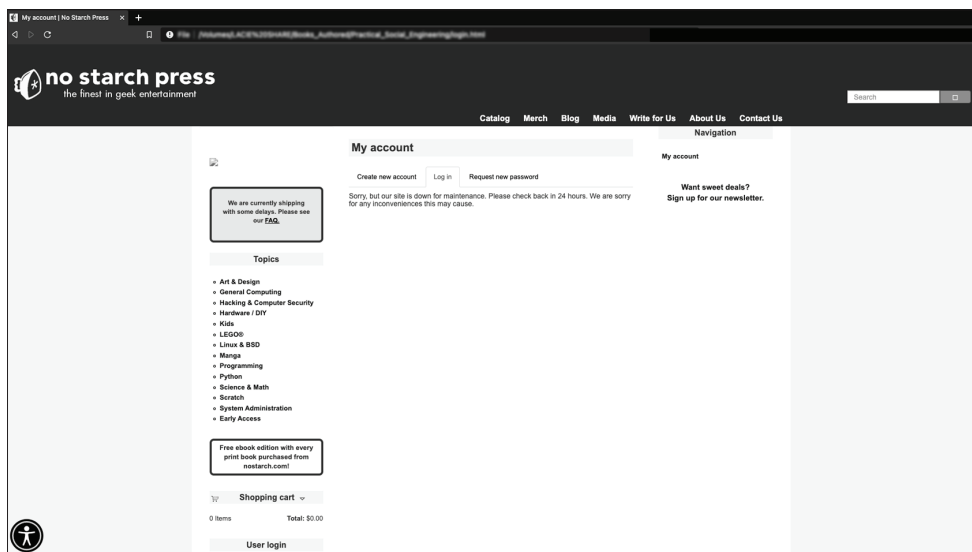 My account | No Starch Press
File
no starch press
the finest in geek entertainment
Search
Catalog Merch Blog Media Write for Us About Us Contact Us
Navigation
My account
Want sweet deals?
Sign up for our newsletter.
My account
Create new account Log in Request new password
Sorry, but our site is down for maintenance. Please check back in 24 hours. We are sorry
for any inconveniences this may cause.
We are currently shipping
with some delays. Please see
our FAQ.
Topics
Art & Design
General Computing
Hacking & Computer Security
Hardware / DIY
Kids
LEGO®
Linux & BSD
Manga
Programming
Python
Science & Math
Scratch
System Administration
Early Access
Free ebook edition with every
print book purchased from
nostarch.com!
Shopping cart
0 Items Total: $0.00
User login